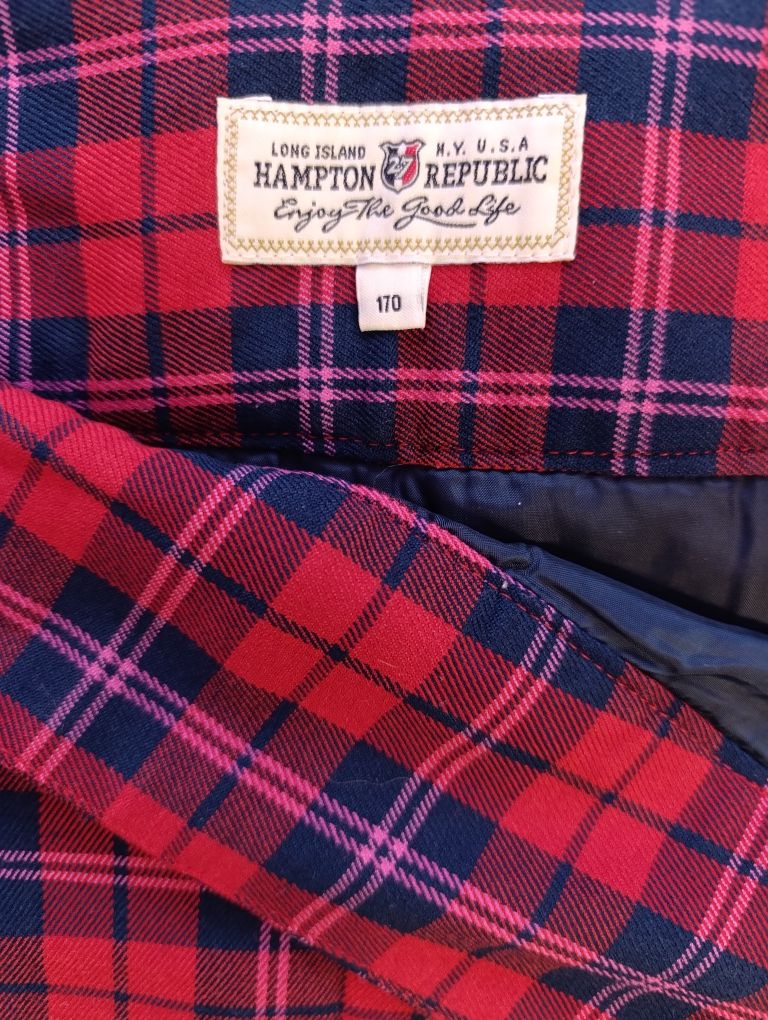 LONG ISLAND N.Y. U.S.A
HAMPTON REPUBLIC
Enjoy The Good Life
170